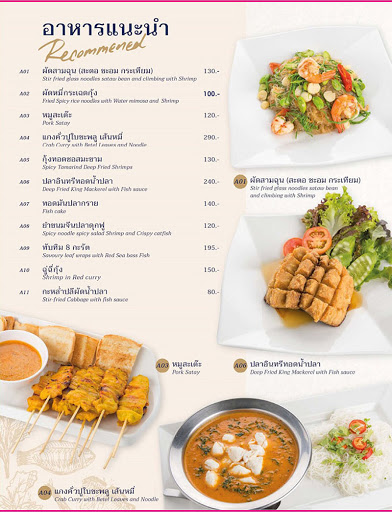 อาหารแนะนำ
Recommened
A01 ผัดสามฉุน (สะตอ ชะอม กระเทียม) 130.-
Stir fried glass noodles sataw bean and climbing with Shrimp
A02 ผัดหมี่กระเฉดกุ้ง 100.-
Fried Spicy rice noodles with Water mimosa and Shrimp
A03 หมูสะเต๊ะ 120.-
Pork Satay
A04 แกงคั่วปูใบชะพลู เส้นหมี่ 290.-
Crab Curry with Betel Leaves and Noodle
A05 กุ้งทอดซอสมะขาม 130.-
Spicy Tamarind Deep Fried Shrimps
A06 ปลาอินทรีทอดน้ำปลา 240.-
Deep Fried King Mackerel with Fish sauce
A07 ทอดมันปลากราย 140.-
Fish cake
A08 ยำขนมจีนปลาดุกฟู 120.-
Spicy noodle spicy salad Shrimp and Crispy catfish
A09 ทับทิม 8 กะรัต 195.-
Savoury leaf wraps with Red Sea bass Fish
A10 ฉู่ฉี่กุ้ง 150.-
Shrimp in Red curry
A11 กะหล่ำปลีผัดน้ำปลา 80.-
Stir-fried Cabbage with fish sauce
A01 ผัดสามฉุน (สะตอ ชะอม กระเทียม)
Stir fried glass noodles sataw bean
and climbing with Shrimp
A03 หมูสะเต๊ะ
Pork Satay
A06 ปลาอินทรีทอดน้ำปลา
Deep Fried King Mackerel with Fish sauce
A04 แกงคั่วปูใบชะพลู เส้นหมี่
Crab Curry with Betel Leaves and Noodle